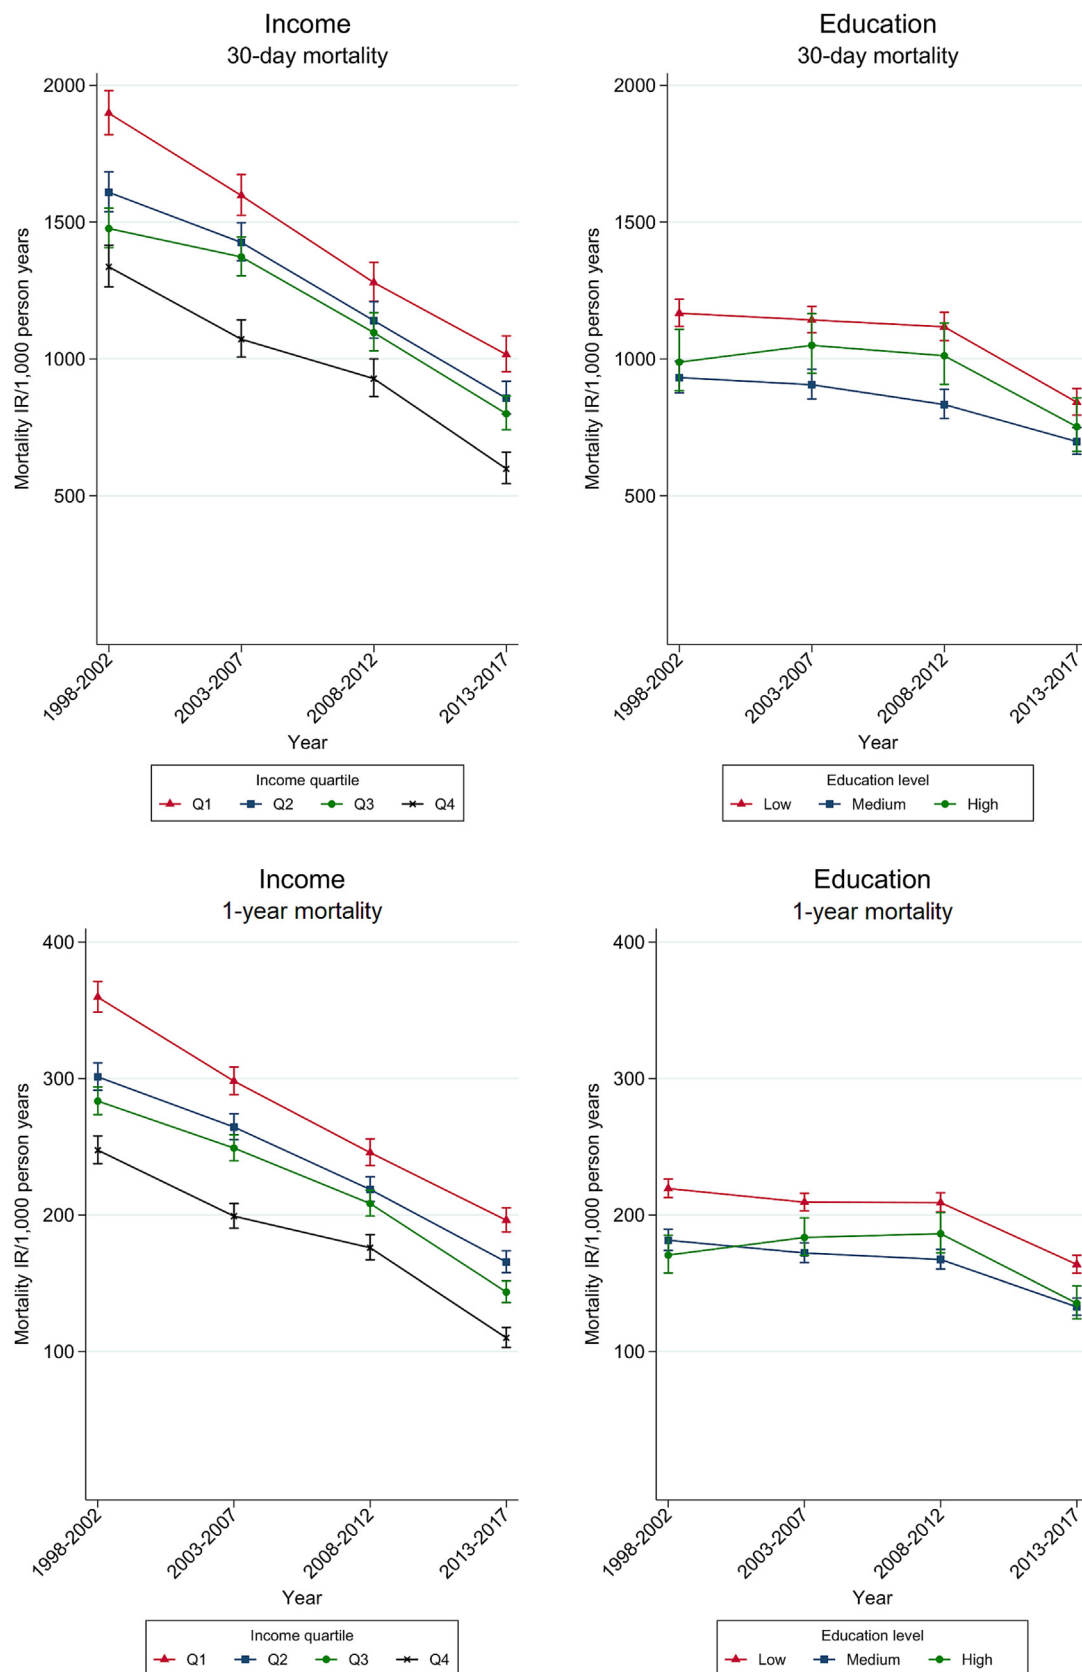 Income
30-day mortality
2000
1500
1000
500
Mortality IR/1,000 person years
1998-2002
2003-2007
2008-2012
2013-2017
Year
Income quartile
Q1 Q2 Q3 Q4
Education
30-day mortality
2000
1500
1000
500
Mortality IR/1,000 person years
1998-2002
2003-2007
2008-2012
2013-2017
Year
Education level
Low Medium High
Income
1-year mortality
400
300
200
100
Mortality IR/1,000 person years
1998-2002
2003-2007
2008-2012
2013-2017
Year
Income quartile
Q1 Q2 Q3 Q4
Education
1-year mortality
400
300
200
100
Mortality IR/1,000 person years
1998-2002
2003-2007
2008-2012
2013-2017
Year
Education level
Low Medium High